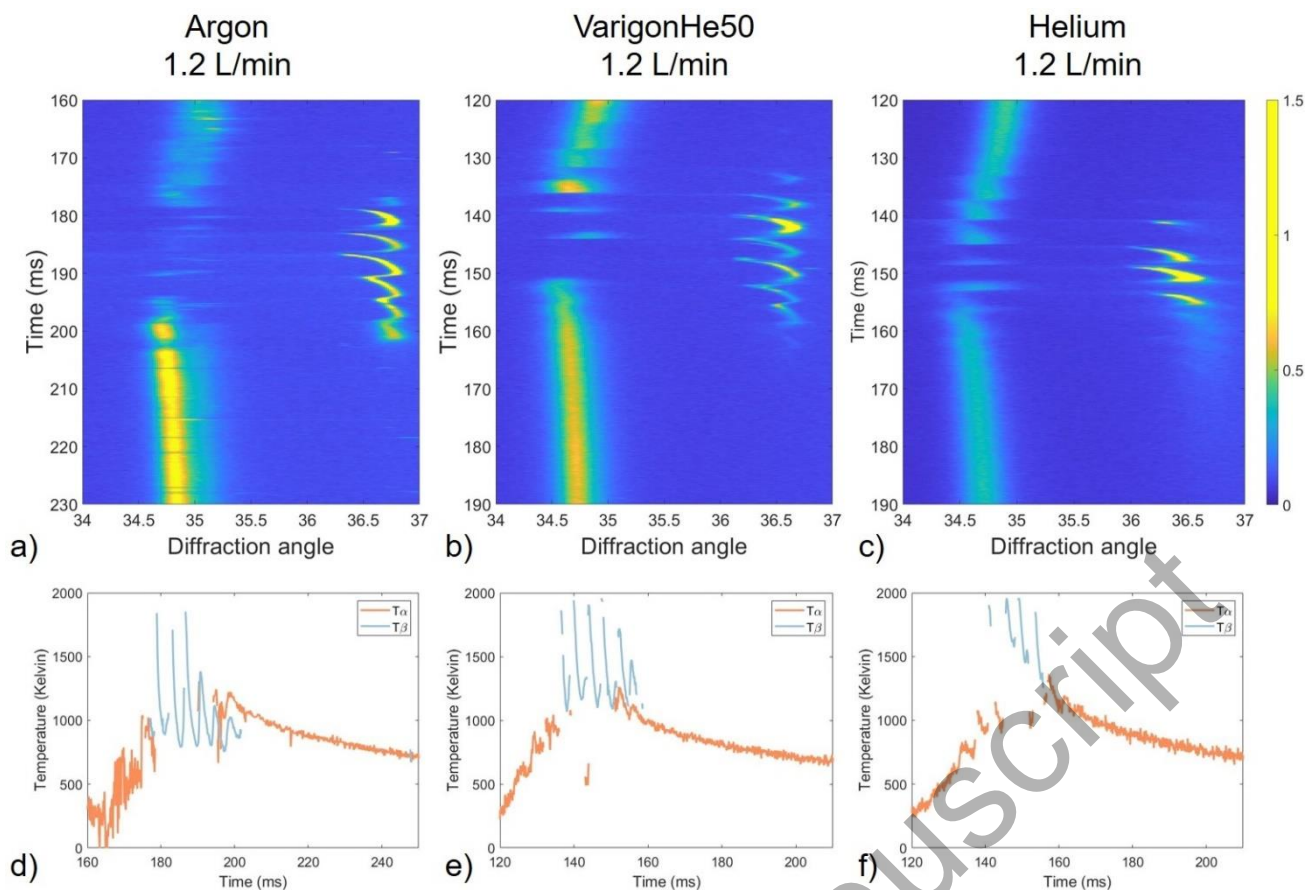 Argon
1.2 L/min
VarigonHe50
1.2 L/min
Helium
1.2 L/min
160
170
180
190
200
210
220
230
Time (ms)
34
34.5
35
35.5
36
36.5
37
Diffraction angle
a)
120
130
140
150
160
170
180
190
Time (ms)
34
34.5
35
35.5
36
36.5
37
Diffraction angle
b)
120
130
140
150
160
170
180
190
Time (ms)
34
34.5
35
35.5
36
36.5
37
Diffraction angle
c)
1.5
1
0.5
0
2000
1500
1000
500
0
Temperature (Kelvin)
Tα
Tβ
160
180
200
220
240
Time (ms)
d)
2000
1500
1000
500
0
Temperature (Kelvin)
Tα
Tβ
120
140
160
180
200
Time (ms)
e)
2000
1500
1000
500
0
Temperature (Kelvin)
Tα
Tβ
120
140
160
180
200
Time (ms)
f)
uscript